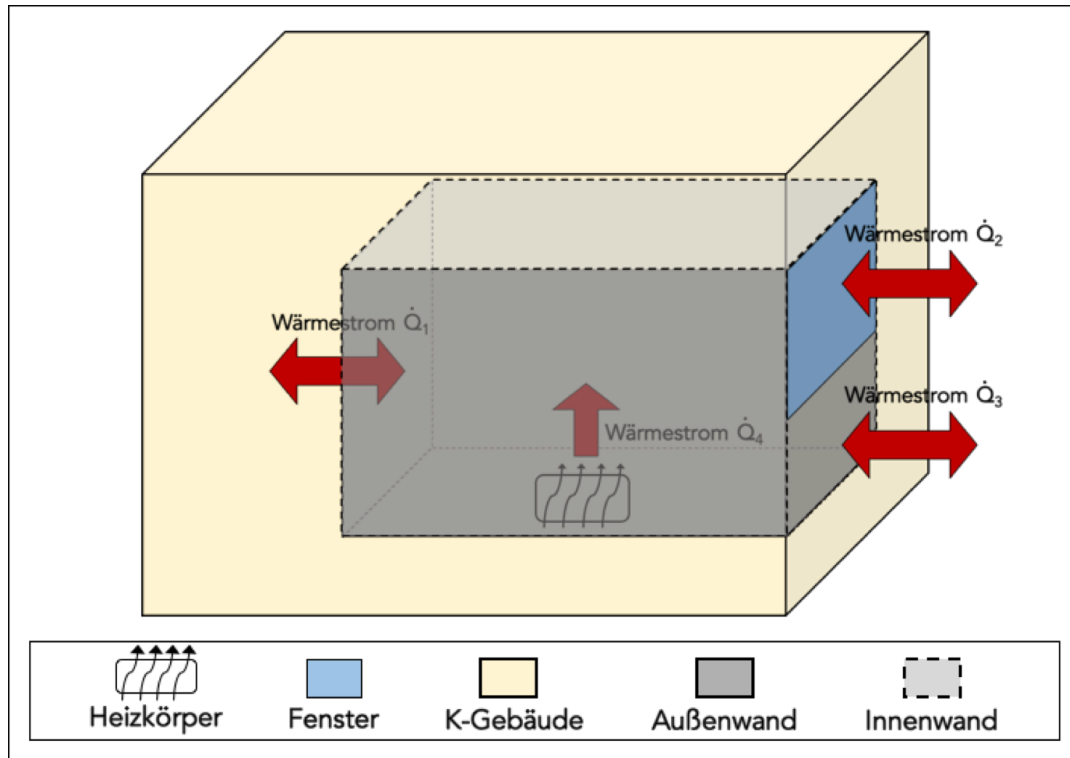 Wärmestrom Q̇₂
Wärmestrom Q̇₁
Wärmestrom Q̇₃
Wärmestrom Q̇₄
Heizkörper
Fenster
K-Gebäude
Außenwand
Innenwand